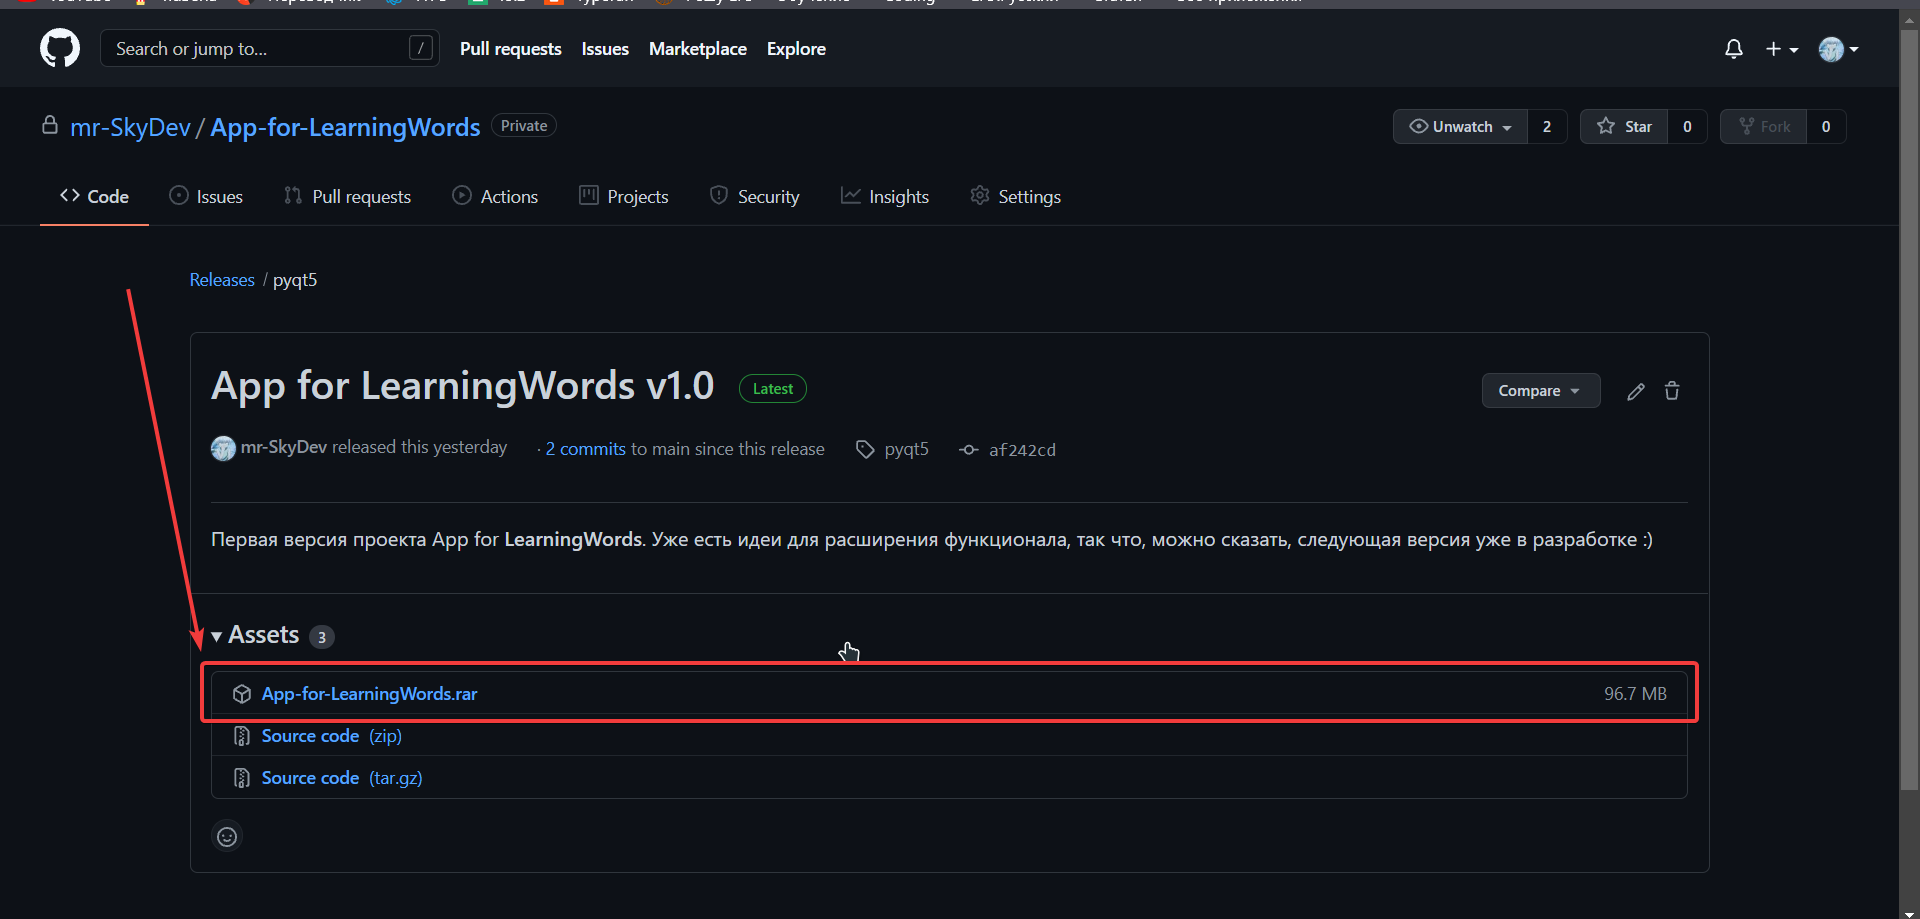 Search or jump to... / Pull requests Issues Marketplace Explore
mr-SkyDev / App-for-LearningWords Private Unwatch 2 Star 0 Fork 0
Code Issues Pull requests Actions Projects Security Insights Settings
Releases / pyqt5
App for LearningWords v1.0 Latest Compare
mr-SkyDev released this yesterday · 2 commits to main since this release pyqt5 af242cd
Первая версия проекта App for LearningWords. Уже есть идеи для расширения функционала, так что, можно сказать, следующая версия уже в разработке :)
Assets 3
App-for-LearningWords.rar 96.7 MB
Source code (zip)
Source code (tar.gz)